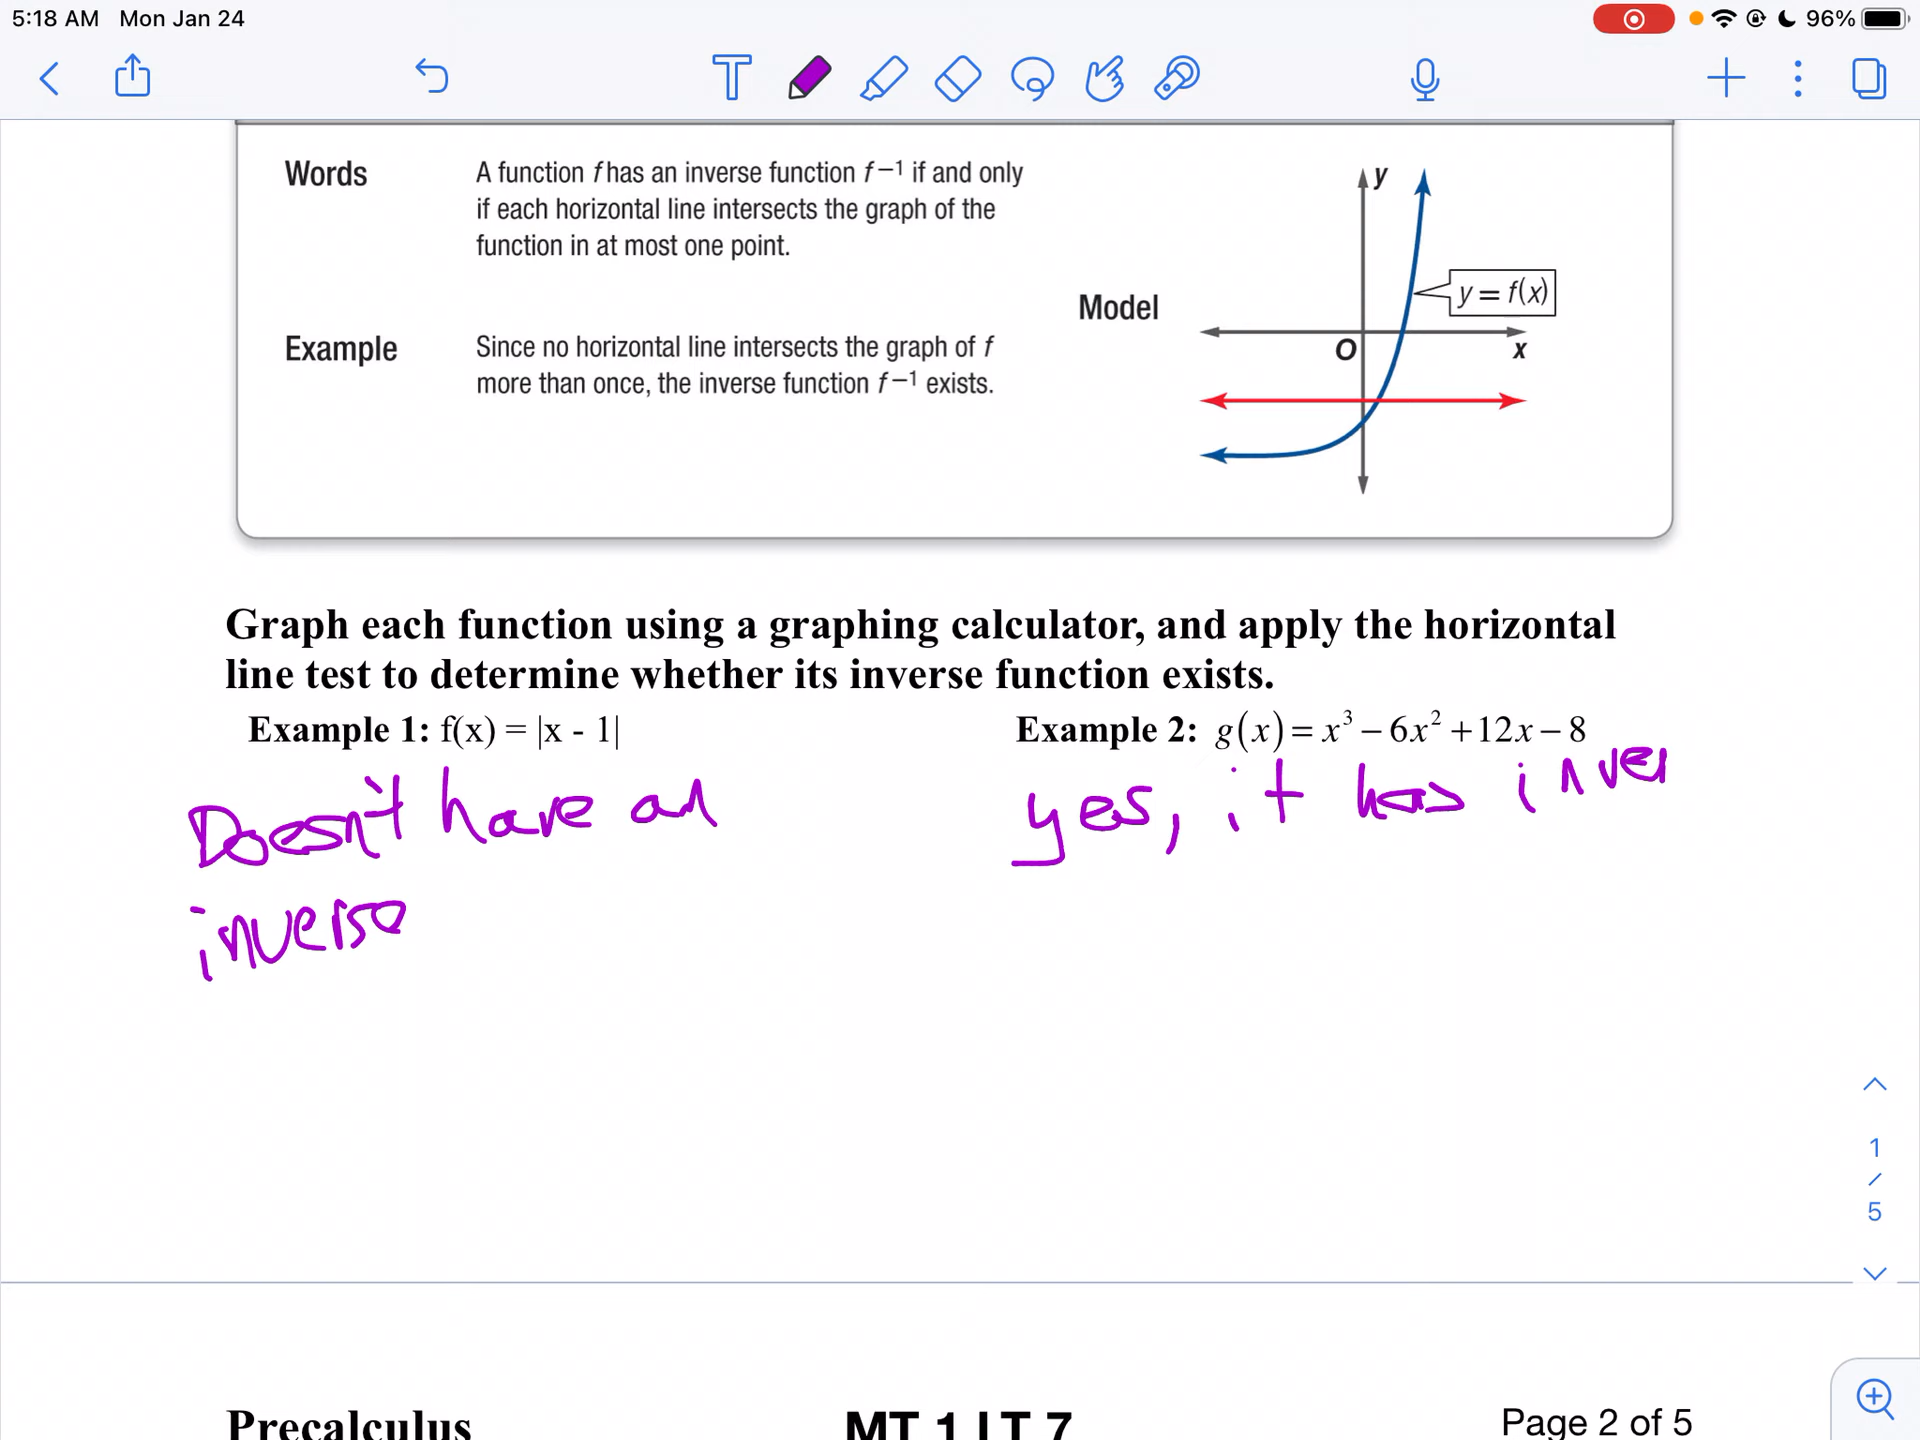 5:18 AM Mon Jan 24
96%
T
Words
A function f has an inverse function f⁻¹ if and only
if each horizontal line intersects the graph of the
function in at most one point.
Example
Since no horizontal line intersects the graph of f
more than once, the inverse function f⁻¹ exists.
Model
y
y = f(x)
O
x
Graph each function using a graphing calculator, and apply the horizontal
line test to determine whether its inverse function exists.
Example 1: f(x) = |x - 1|
Example 2: g(x) = x³ – 6x² + 12x – 8
Doesn't have an
inverse
yes, it has inver
1
/
5
Precalculus
MT 1 LT 7
Page 2 of 5